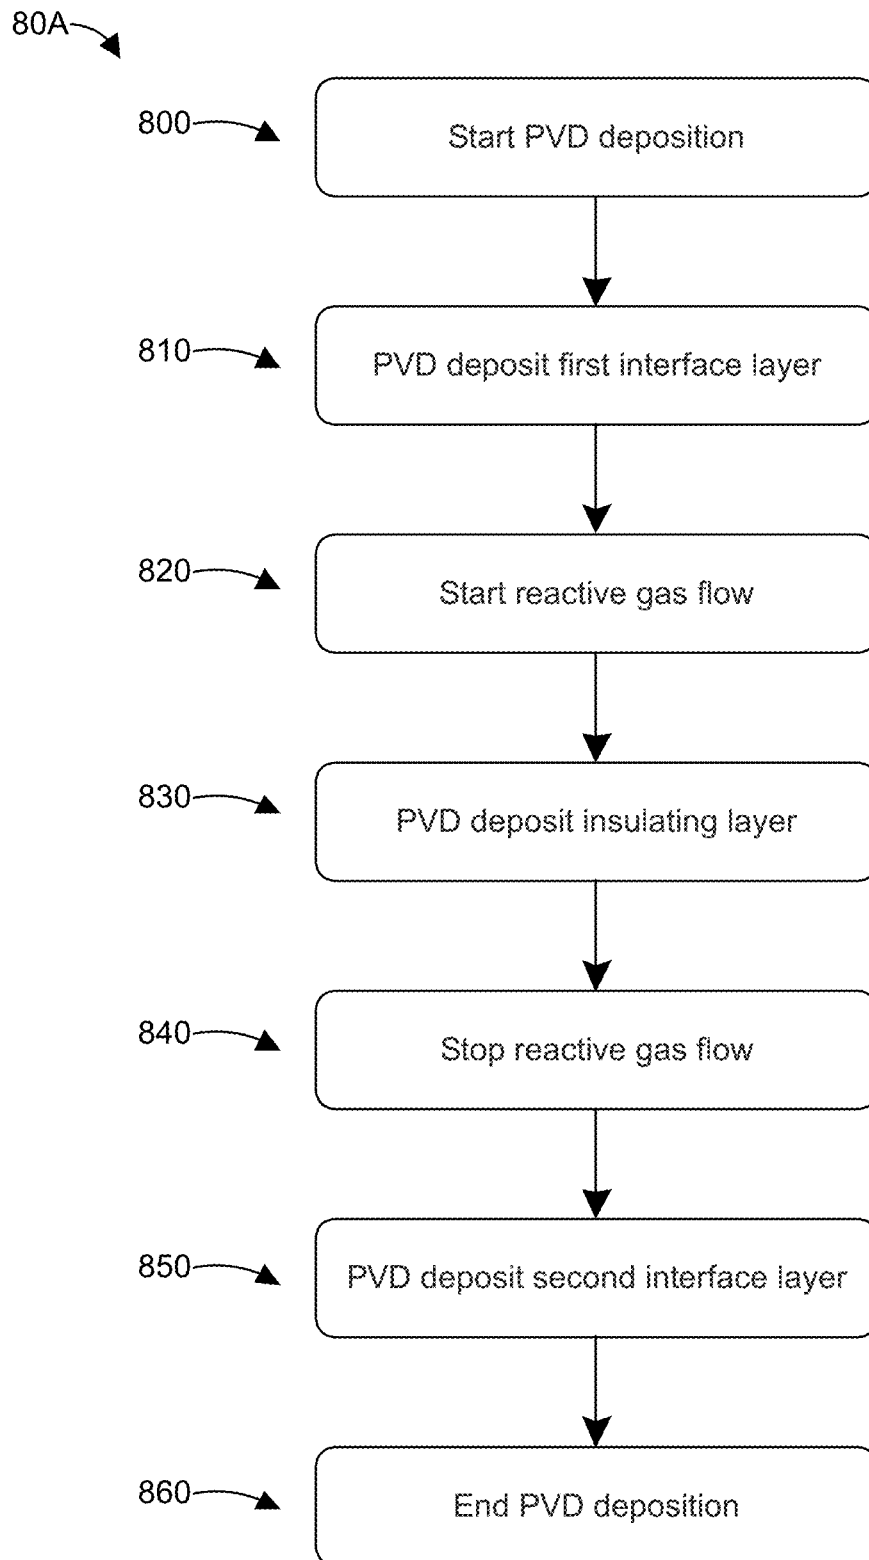 80A
800
Start PVD deposition
810
PVD deposit first interface layer
820
Start reactive gas flow
830
PVD deposit insulating layer
840
Stop reactive gas flow
850
PVD deposit second interface layer
860
End PVD deposition